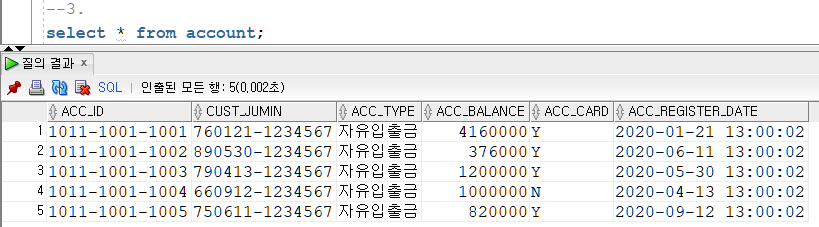 --3.
select * from account;
질의 결과 x
SQL | 인출된 모든 행: 5(0,002초)
ACC_ID CUST_JUMIN ACC_TYPE ACC_BALANCE ACC_CARD ACC_REGISTER_DATE
1 1011-1001-1001 760121-1234567 자유입출금 4160000 Y 2020-01-21 13:00:02
2 1011-1001-1002 890530-1234567 자유입출금 376000 Y 2020-06-11 13:00:02
3 1011-1001-1003 790413-1234567 자유입출금 1200000 Y 2020-05-30 13:00:02
4 1011-1001-1004 660912-1234567 자유입출금 1000000 N 2020-04-13 13:00:02
5 1011-1001-1005 750611-1234567 자유입출금 820000 Y 2020-09-12 13:00:02